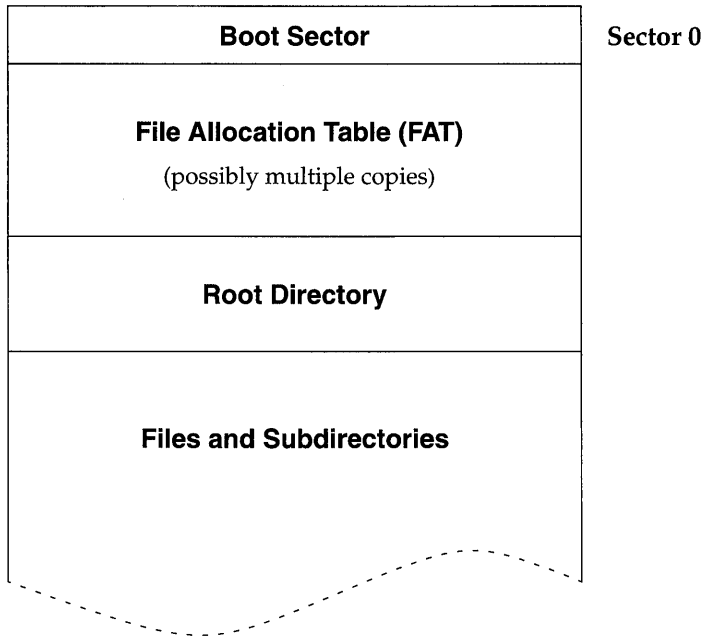 Boot Sector
Sector 0
File Allocation Table (FAT)
(possibly multiple copies)
Root Directory
Files and Subdirectories